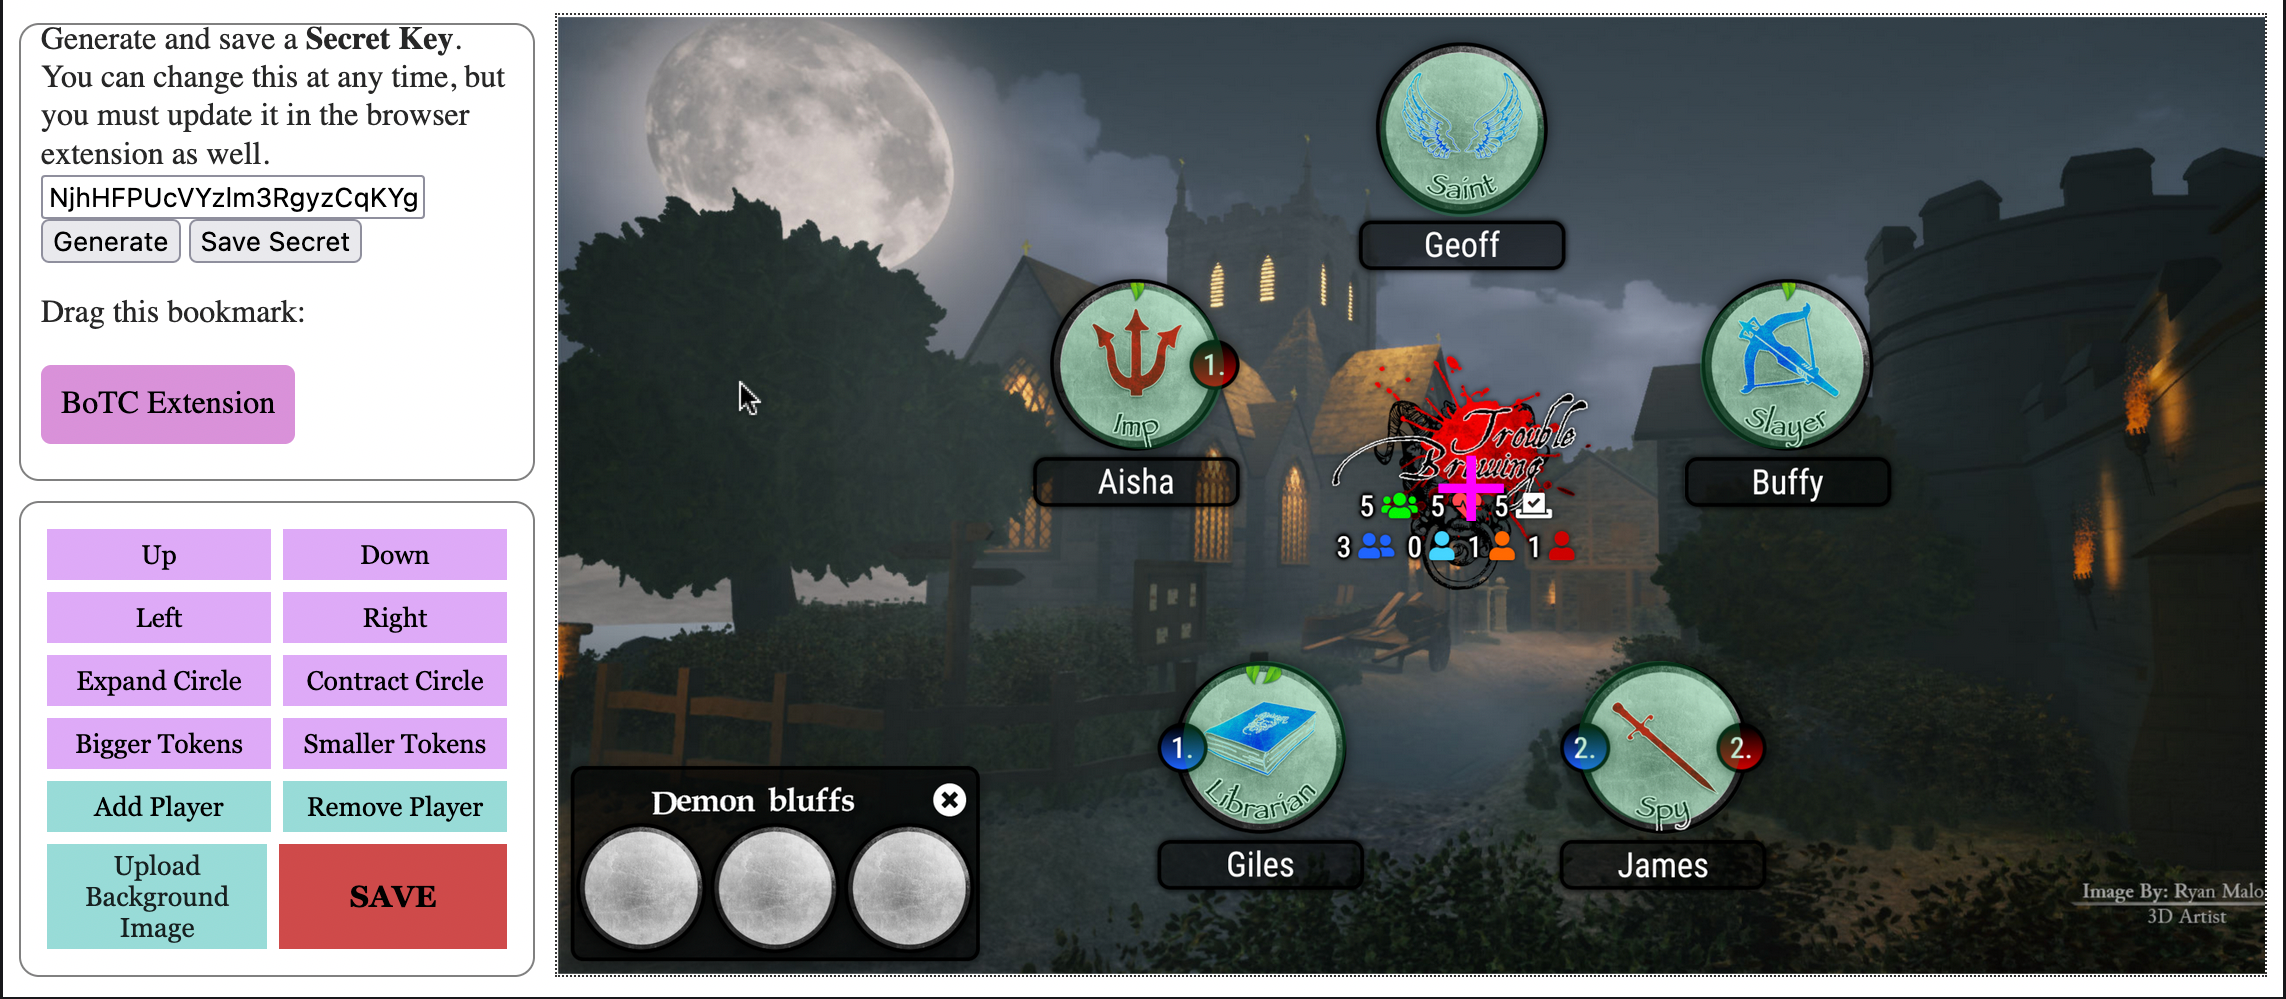 Generate and save a Secret Key.
You can change this at any time, but
you must update it in the browser
extension as well.
NjhHFPUcVYzlm3RgyzCqKYg
Generate Save Secret
Drag this bookmark:
BoTC Extension
Up Down
Left Right
Expand Circle Contract Circle
Bigger Tokens Smaller Tokens
Add Player Remove Player
Upload
Background
Image
SAVE
Saint
Geoff
Imp
1.
Aisha
Slayer
Buffy
Trouble
Brewing
5 5 5
3 0 1 1
1.
Librarian
Giles
2. 2.
Spy
James
Demon bluffs
Image By: Ryan Malo
3D Artist